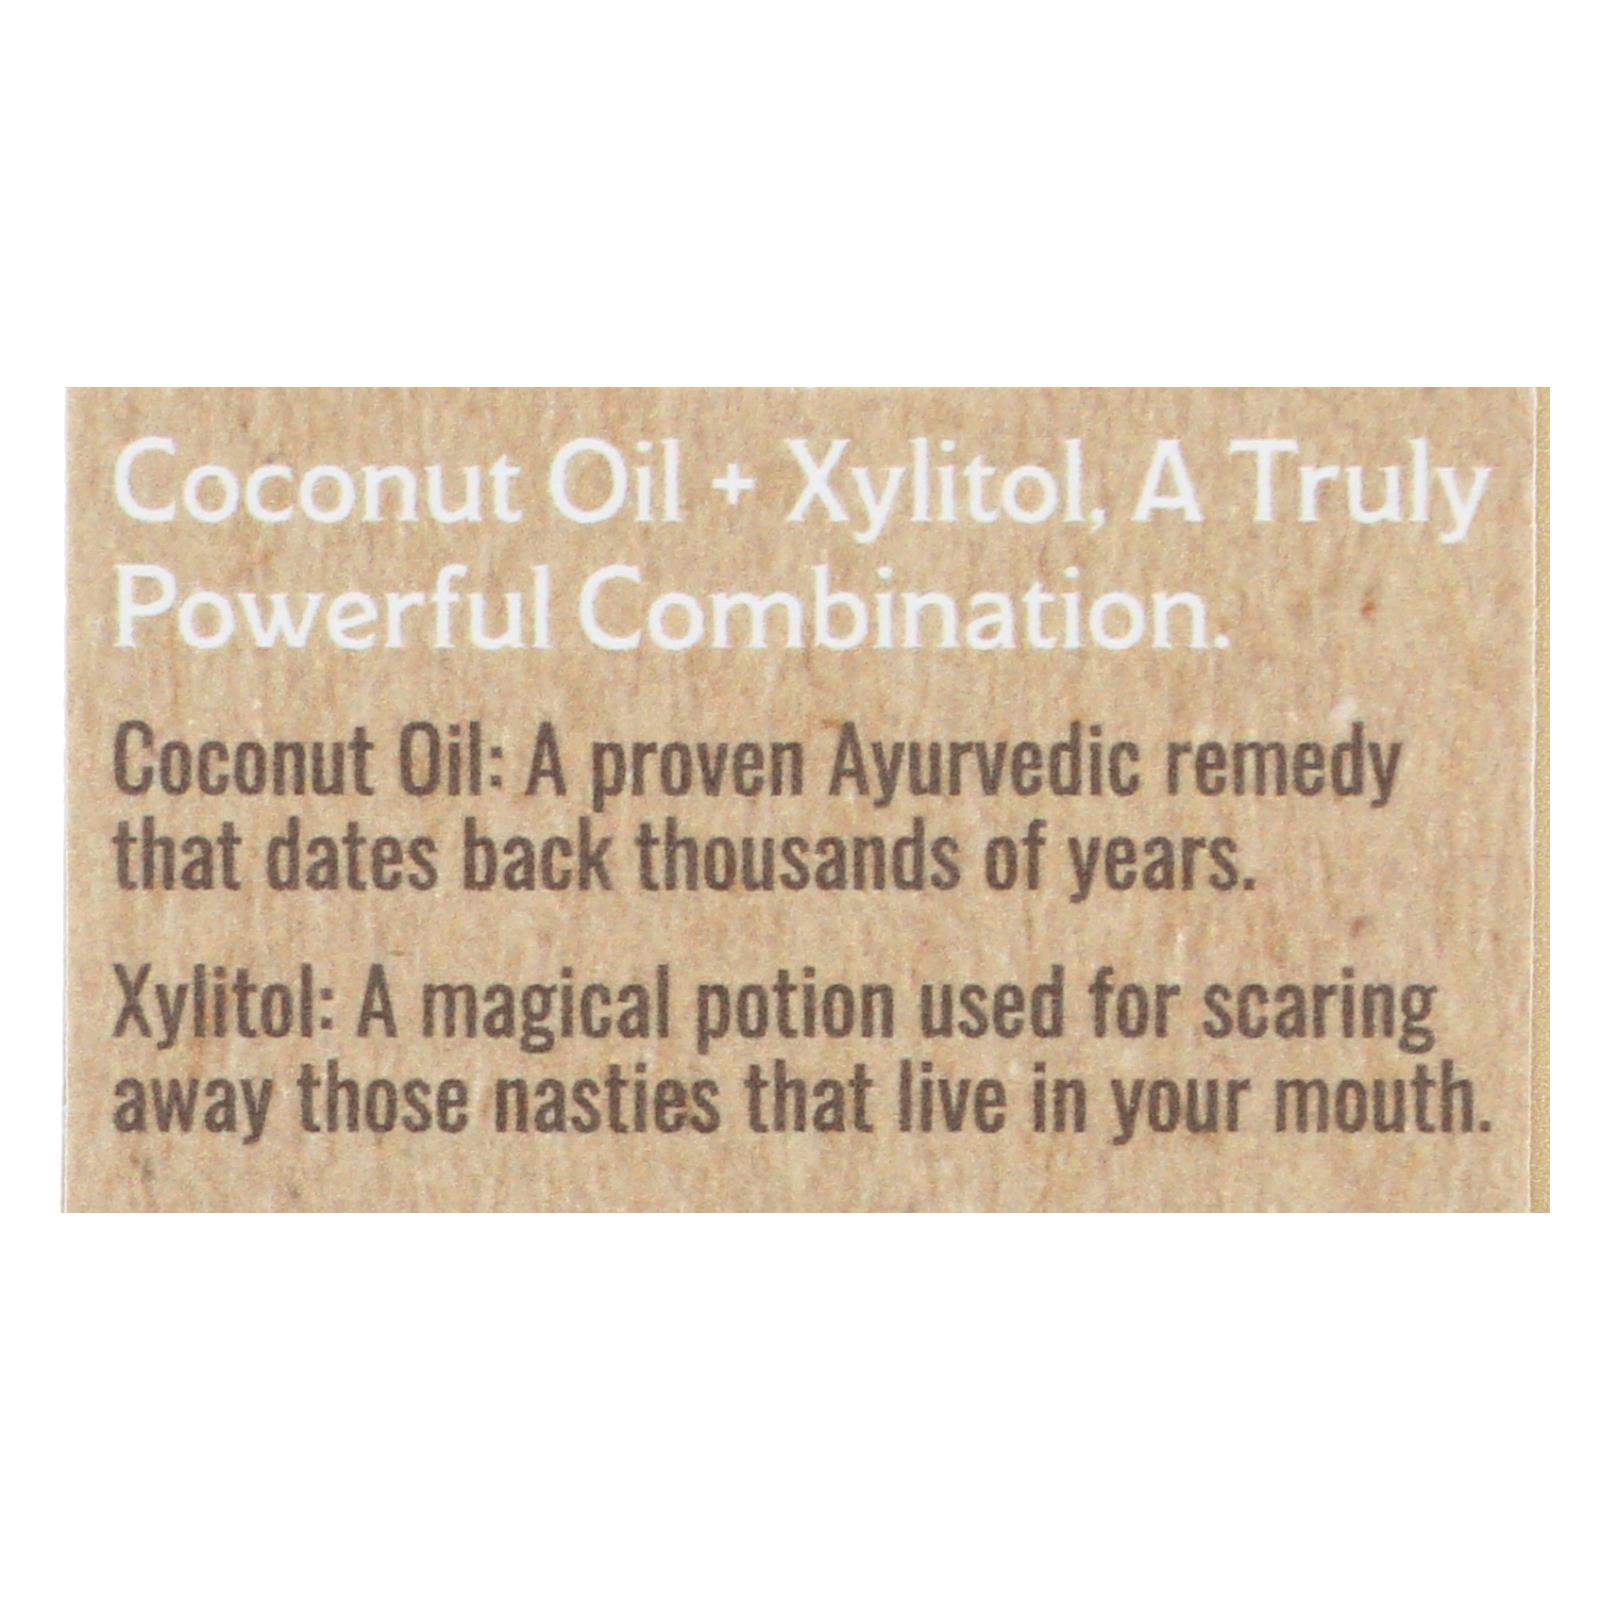 Coconut Oil + Xylitol, A Truly
Powerful Combination.
Coconut Oil: A proven Ayurvedic remedy
that dates back thousands of years.
Xylitol: A magical potion used for scaring
away those nasties that live in your mouth.